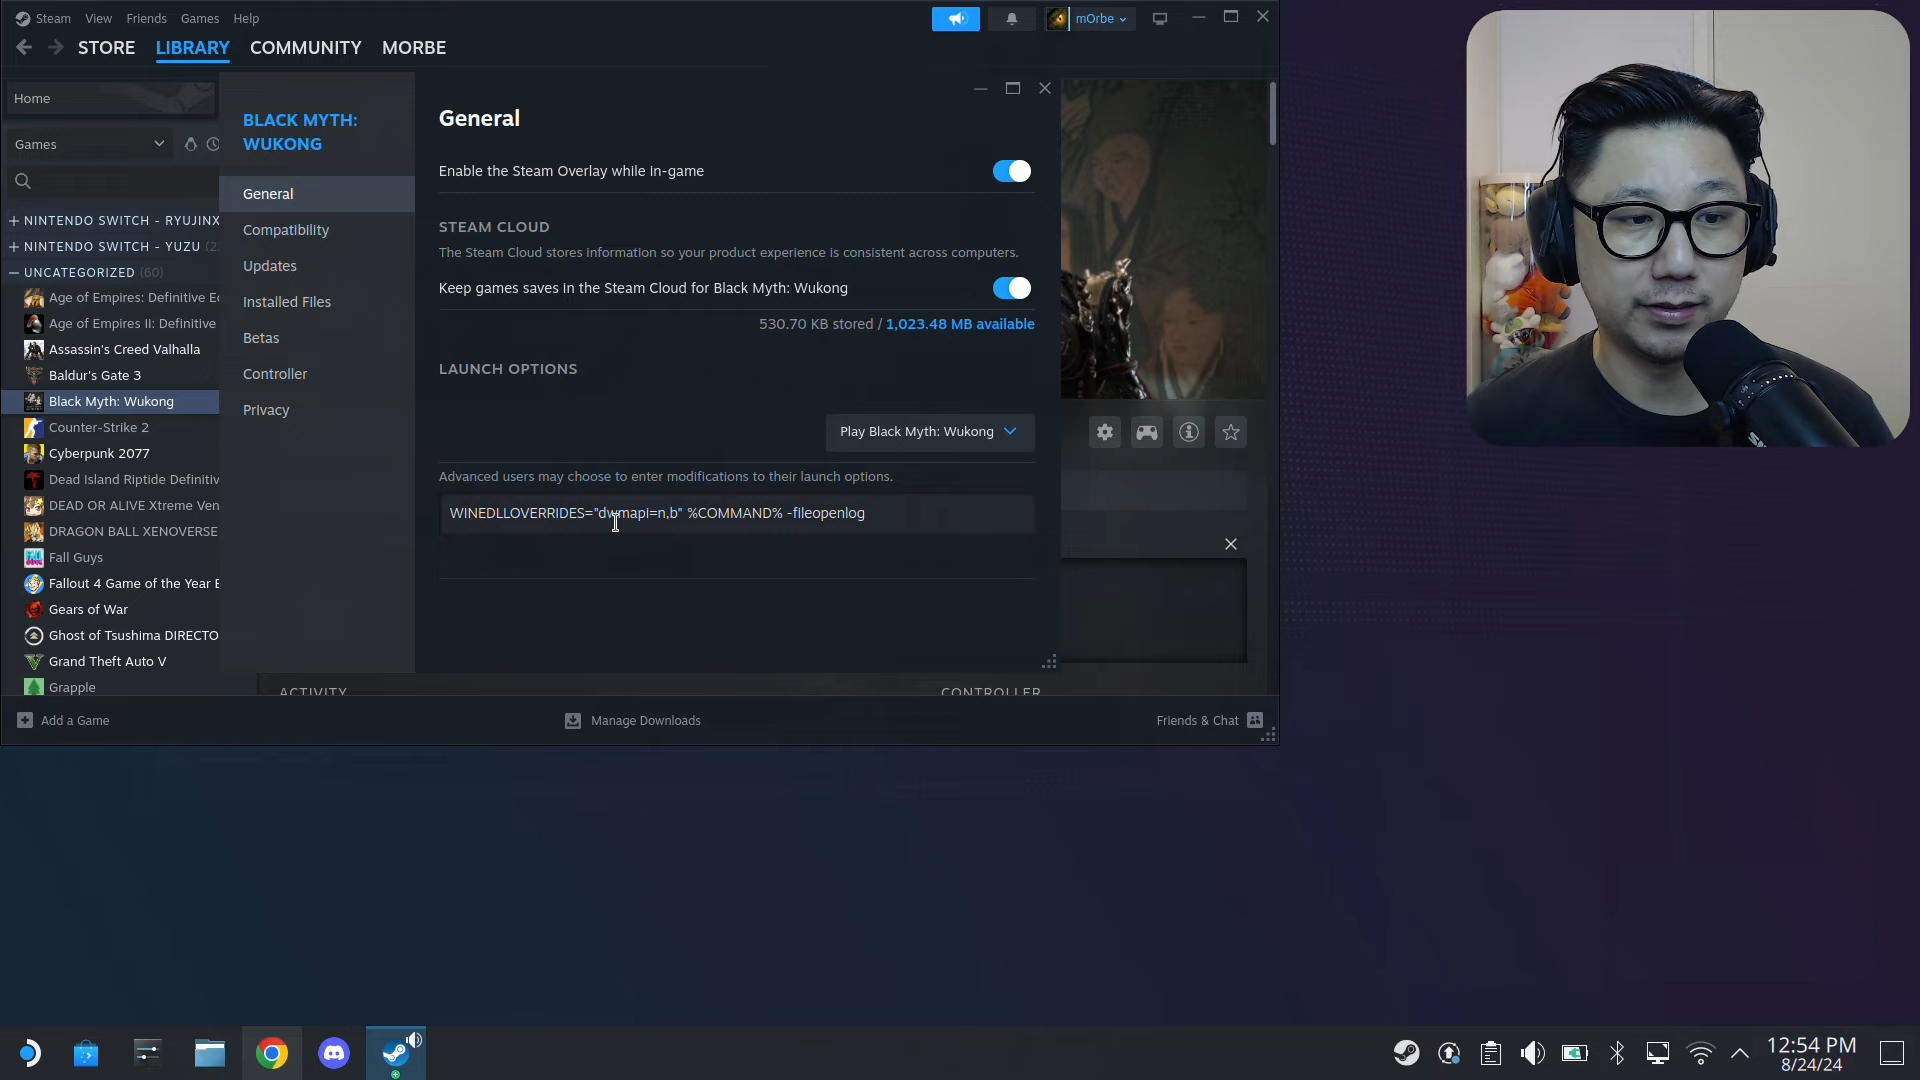 Steam View Friends Games Help
mOrbe
STORE LIBRARY COMMUNITY MORBE
Home
Games
NINTENDO SWITCH - RYUJINX
NINTENDO SWITCH - YUZU
UNCATEGORIZED (60)
Age of Empires: Definitive Ec
Age of Empires II: Definitive
Assassin's Creed Valhalla
Baldur's Gate 3
Black Myth: Wukong
Counter-Strike 2
Cyberpunk 2077
Dead Island Riptide Definitiv
DEAD OR ALIVE Xtreme Ven
DRAGON BALL XENOVERSE
Fall Guys
Fallout 4 Game of the Year E
Gears of War
Ghost of Tsushima DIRECTO
Grand Theft Auto V
Grapple
BLACK MYTH:
WUKONG
General
Compatibility
Updates
Installed Files
Betas
Controller
Privacy
General
Enable the Steam Overlay while in-game
STEAM CLOUD
The Steam Cloud stores information so your product experience is consistent across computers.
Keep games saves in the Steam Cloud for Black Myth: Wukong
530.70 KB stored / 1,023.48 MB available
LAUNCH OPTIONS
Play Black Myth: Wukong
Advanced users may choose to enter modifications to their launch options.
WINEDLLOVERRIDES="dwmapi=n,b" %COMMAND% -fileopenlog
ACTIVITY
CONTROLLER
Add a Game
Manage Downloads
Friends & Chat
12:54 PM
8/24/24